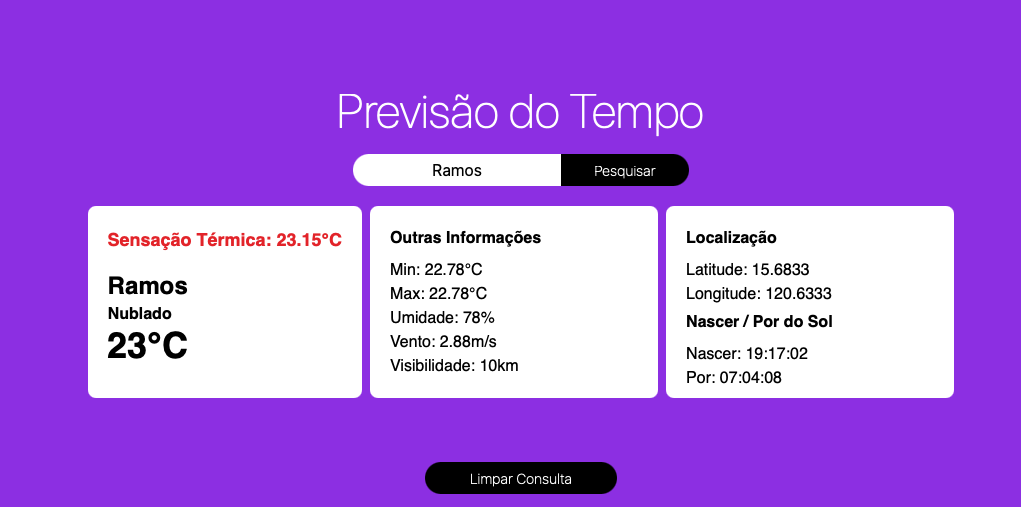 Previsão do Tempo
Ramos
Pesquisar
Sensação Térmica: 23.15°C
Ramos
Nublado
23°C
Outras Informações
Min: 22.78°C
Max: 22.78°C
Umidade: 78%
Vento: 2.88m/s
Visibilidade: 10km
Localização
Latitude: 15.6833
Longitude: 120.6333
Nascer / Por do Sol
Nascer: 19:17:02
Por: 07:04:08
Limpar Consulta